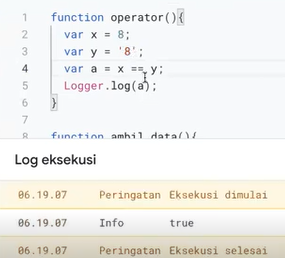 1 function operator(){
2 var x = 8;
3 var y = '8';
4 var a = x == y;
5 Logger.log(a);
6 }
7
8 function ambil_data(){
Log eksekusi
06.19.07 Peringatan Eksekusi dimulai
06.19.07 Info true
06.19.07 Peringatan Eksekusi selesai